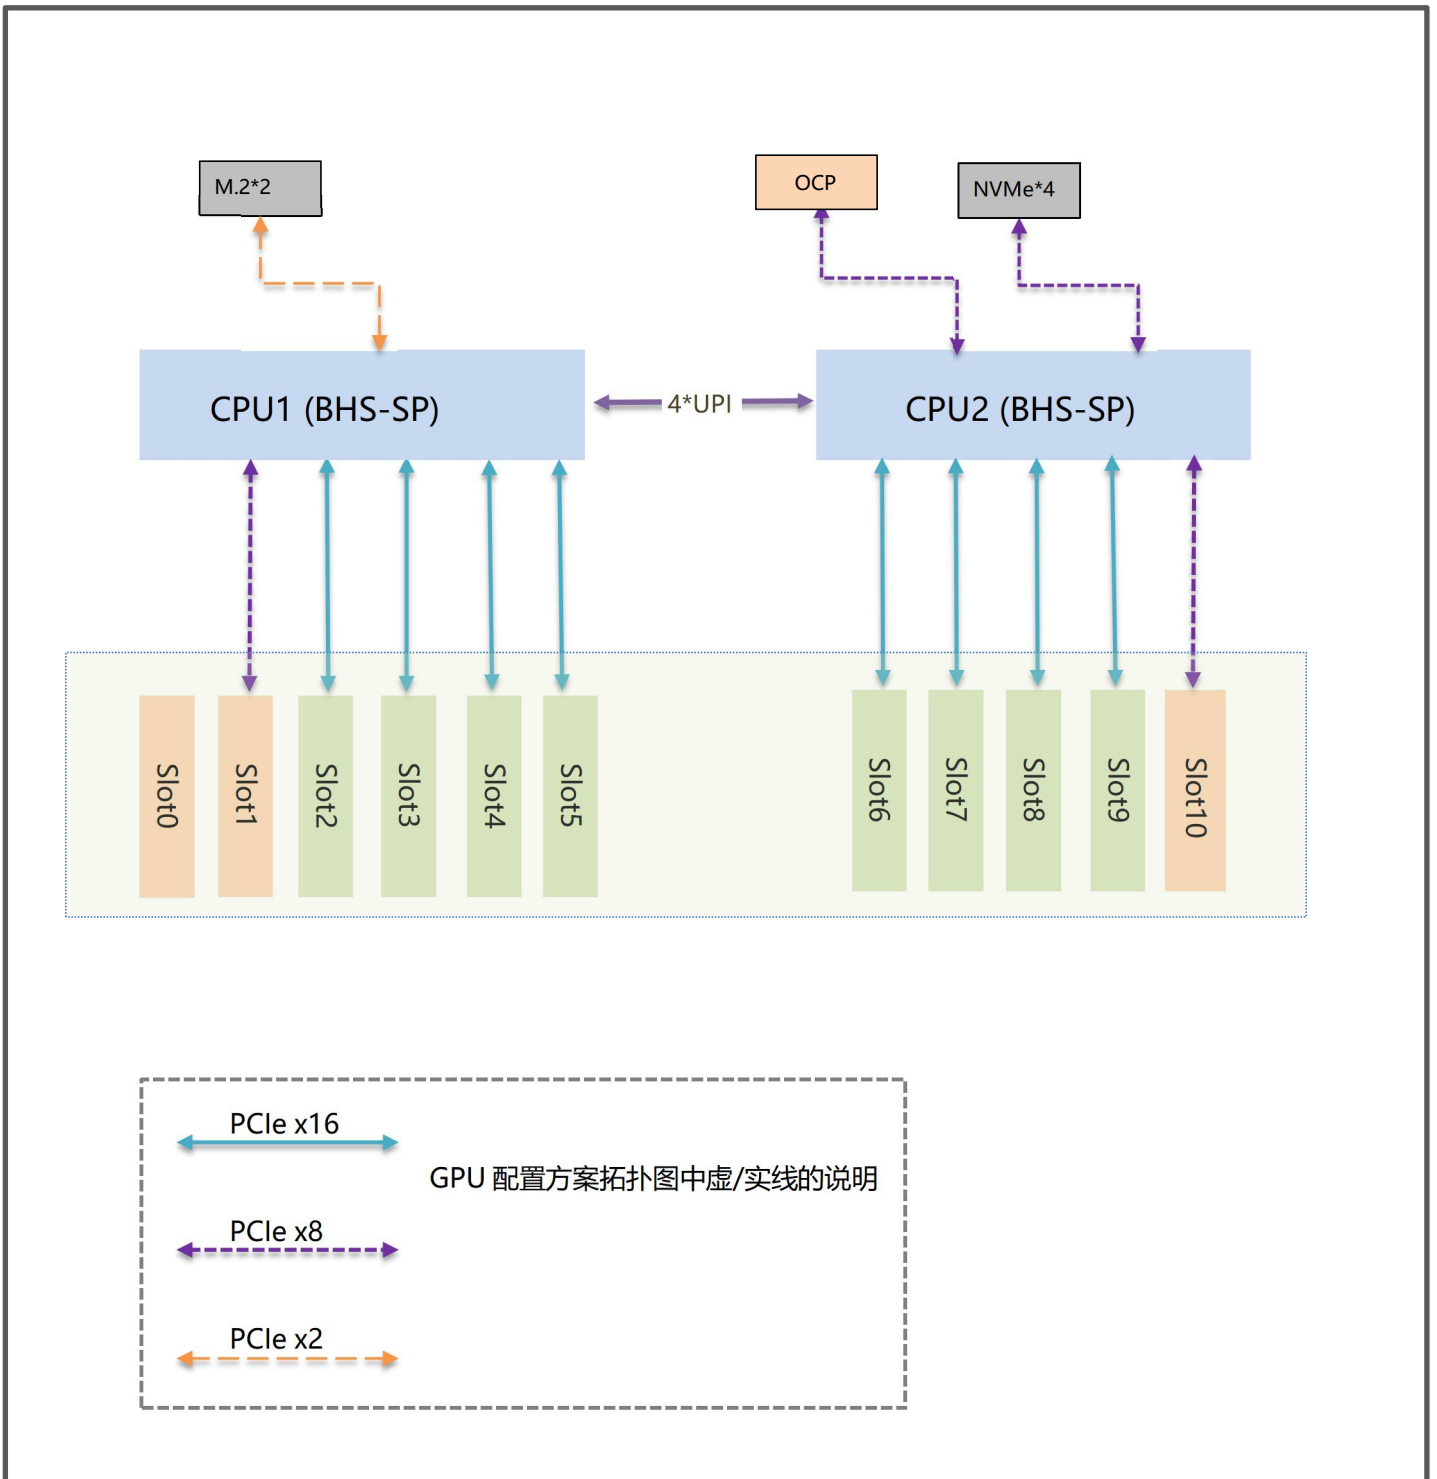 M.2*2
OCP
NVMe*4
CPU1 (BHS-SP)
4*UPI
CPU2 (BHS-SP)
Slot0
Slot1
Slot2
Slot3
Slot4
Slot5
Slot6
Slot7
Slot8
Slot9
Slot10
PCIe x16
GPU 配置方案拓扑图中虚/实线的说明
PCIe x8
PCIe x2